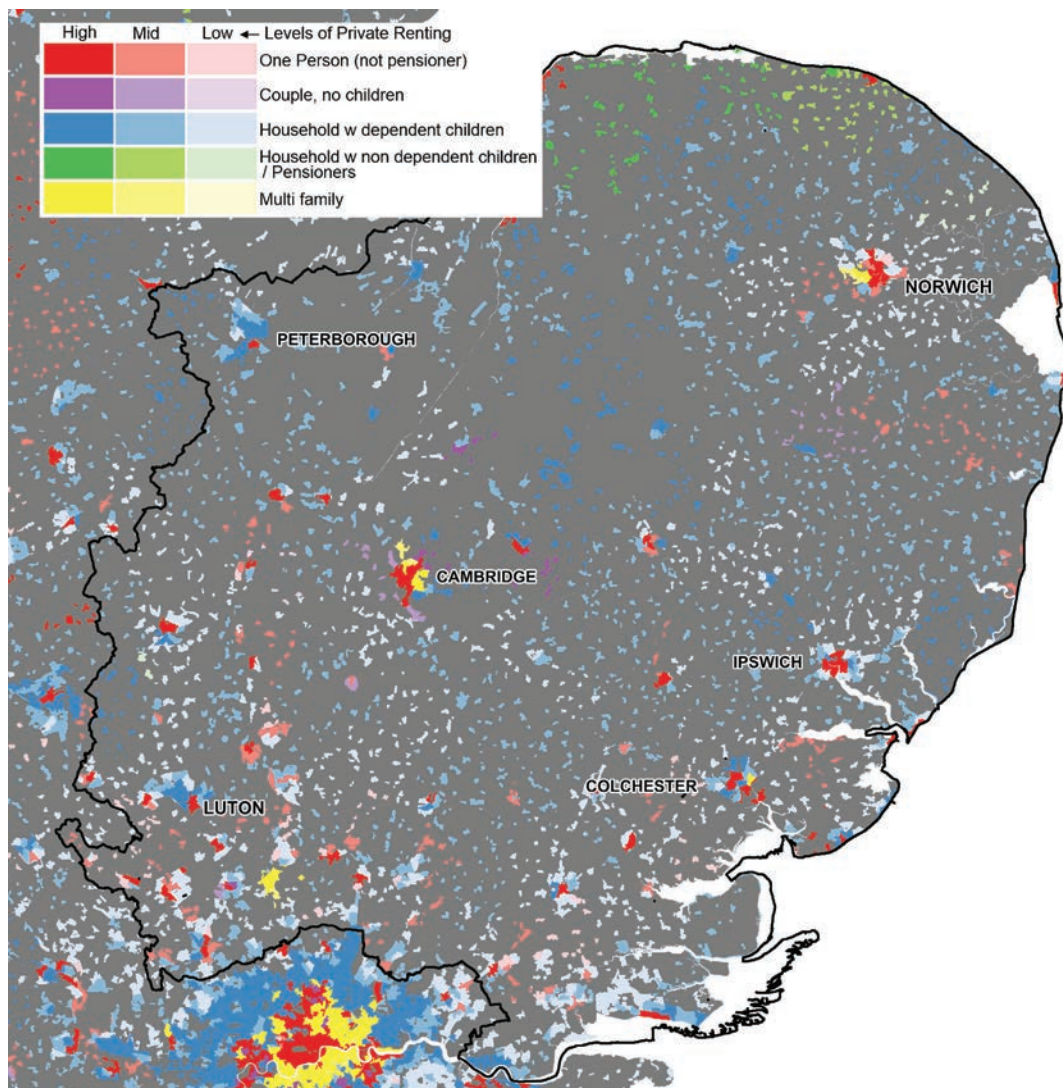 High Mid Low ← Levels of Private Renting
One Person (not pensioner)
Couple, no children
Household w dependent children
Household w non dependent children
/ Pensioners
Multi family
NORWICH
PETERBOROUGH
CAMBRIDGE
IPSWICH
COLCHESTER
LUTON